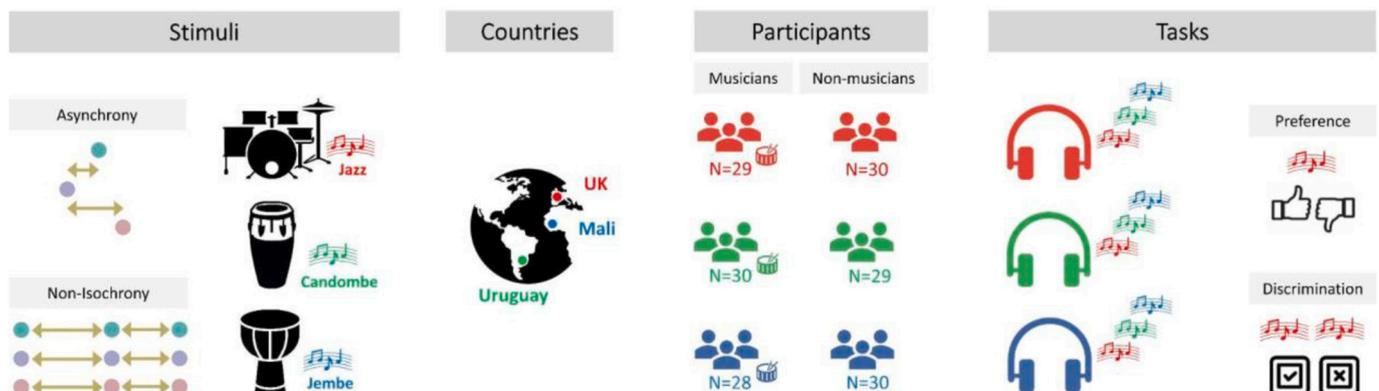 Stimuli
Countries
Participants
Tasks
Musicians
Non-musicians
Asynchrony
Preference
Jazz
N=29
N=30
UK
Mali
Candombe
Uruguay
N=30
N=29
Non-Isochrony
Discrimination
Jembe
N=28
N=30